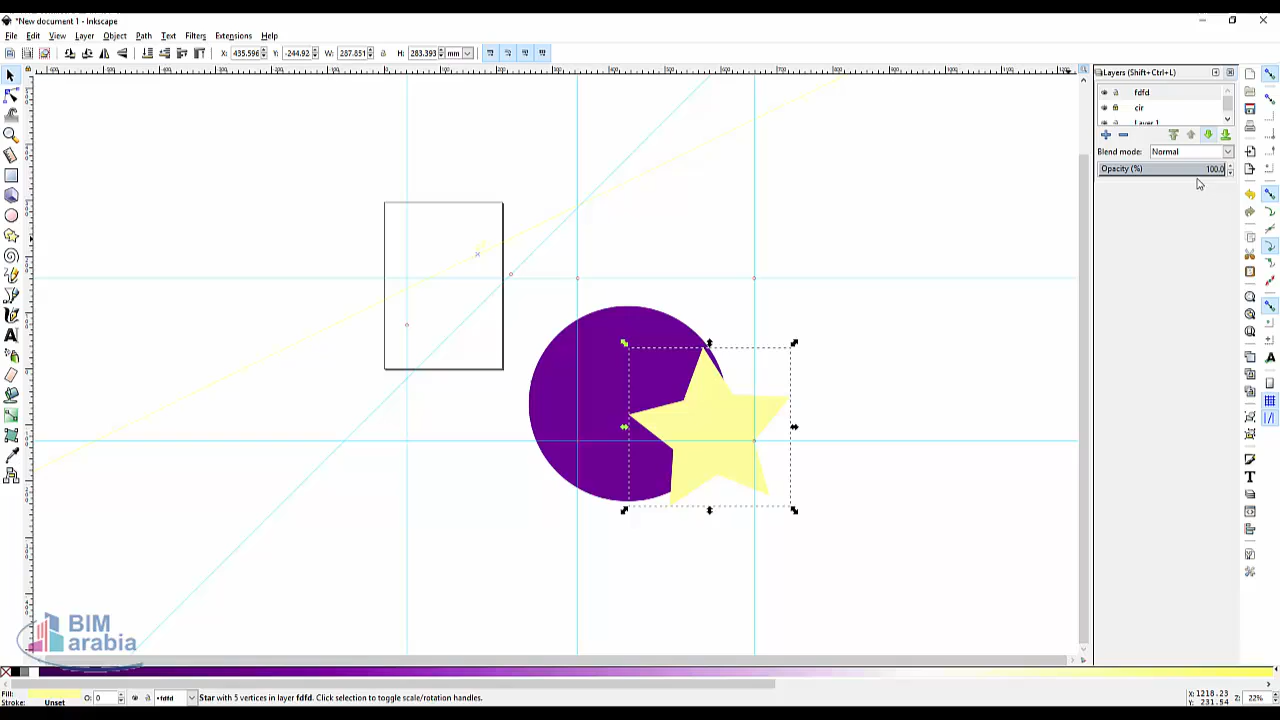 *New document 1 - Inkscape
File Edit View Layer Object Path Text Filters Extensions Help
X: 435.596 Y: -244.92 W: 287.851 H: 283.393 mm
Layers (Shift+Ctrl+L)
fdfd
cir
Layer 1
Blend mode: Normal
Opacity (%) 100.0
BIM
arabia
Fill:
Stroke: Unset
O: 0
fdfd
Star with 5 vertices in layer fdfd. Click selection to toggle scale/rotation handles.
X: 1218.23
Y: 231.54
Z: 22%